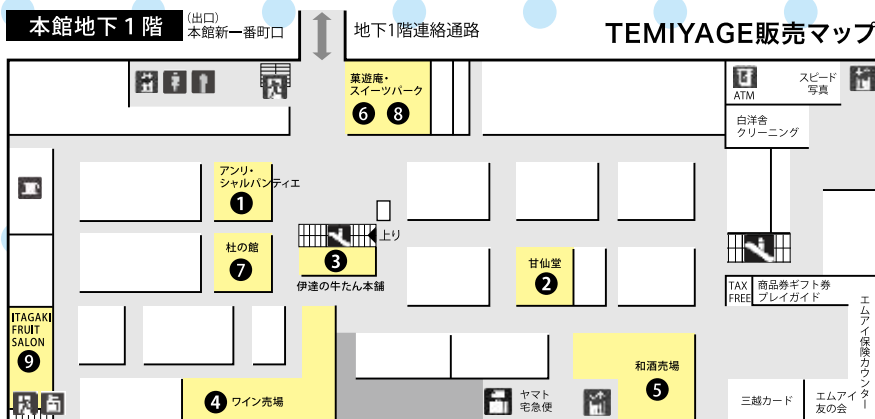 本館地下1階
（出口）
本館新一番町口
地下1階連絡通路
TEMIYAGE販売マップ
菓遊庵・
スイーツパーク
6 8
ATM
スピード
写真
白洋舎
クリーニング
アンリ・
シャルパンティエ
1
上り
杜の館
7
3
伊達の牛たん本舗
甘仙堂
2
TAX
FREE
商品券ギフト券
プレイガイド
エムアイ保険カウンター
ITAGAKI
FRUIT
SALON
9
4 ワイン売場
ヤマト
宅急便
和酒売場
5
三越カード
エムアイ
友の会